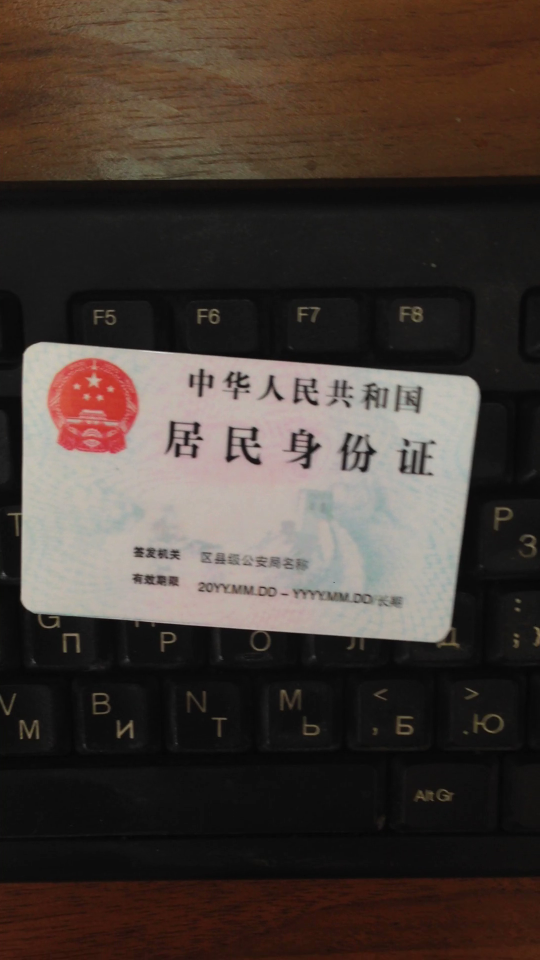 F5 F6 F7 F8
中华人民共和国
居民身份证
签发机关 区县级公安局名称
有效期限 20YY.MM.DD – YYYY.MM.DD/长期
P З
G П Р О Л Д : ;
V М B И N Т M Ь < , Б > . Ю
Alt Gr